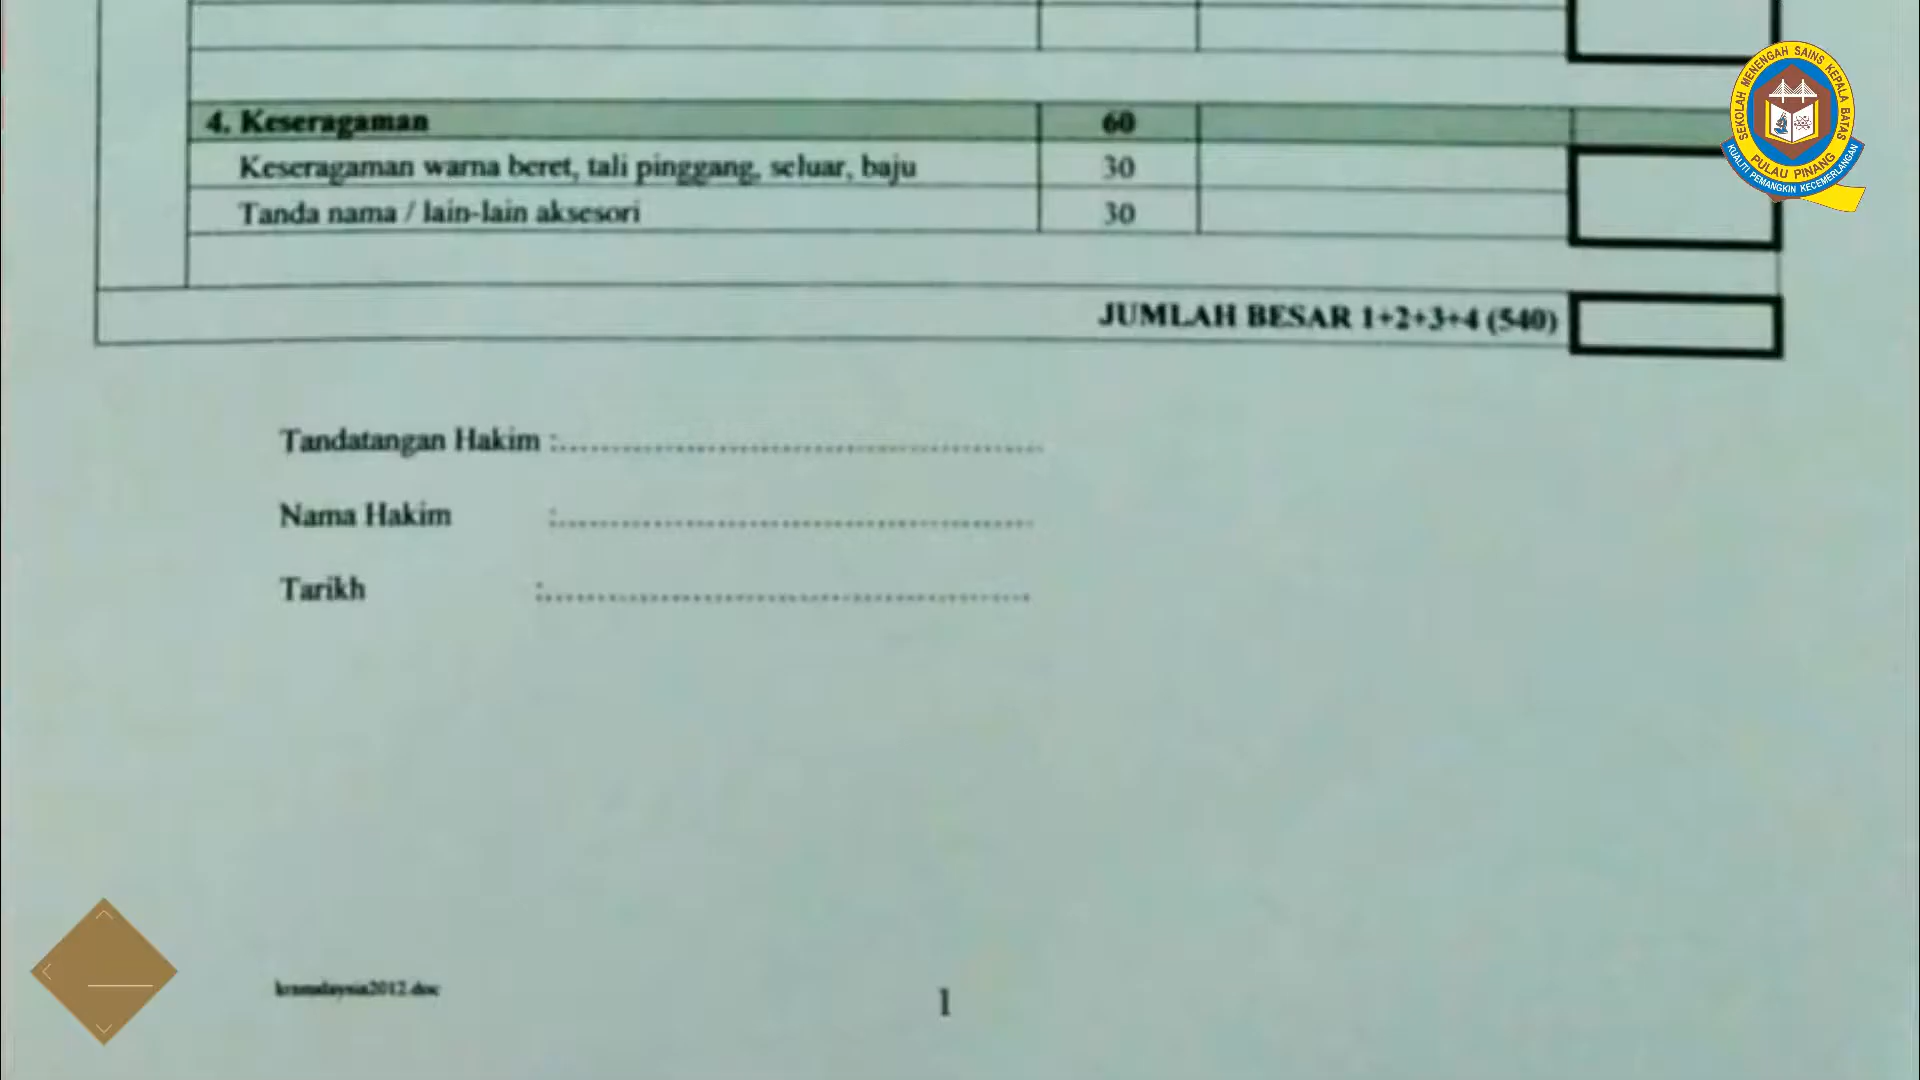 4. Keseragaman 60
Keseragaman warna beret, tali pinggang, seluar, baju 30
Tanda nama / lain-lain aksesori 30
JUMLAH BESAR 1+2+3+4 (540)
Tandatangan Hakim :
Nama Hakim :
Tarikh :
krsmalaysia2012.doc
1
SEKOLAH MENENGAH SAINS KEPALA BATAS
PULAU PINANG
KUALITI PEMANGKIN KECEMERLANGAN